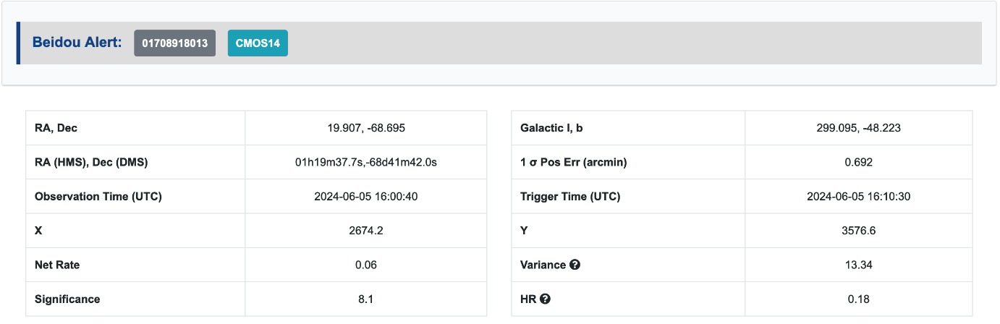 Beidou Alert: 01708918013 CMOS14
RA, Dec 19.907, -68.695 Galactic l, b 299.095, -48.223
RA (HMS), Dec (DMS) 01h19m37.7s,-68d41m42.0s 1 σ Pos Err (arcmin) 0.692
Observation Time (UTC) 2024-06-05 16:00:40 Trigger Time (UTC) 2024-06-05 16:10:30
X 2674.2 Y 3576.6
Net Rate 0.06 Variance ? 13.34
Significance 8.1 HR ? 0.18